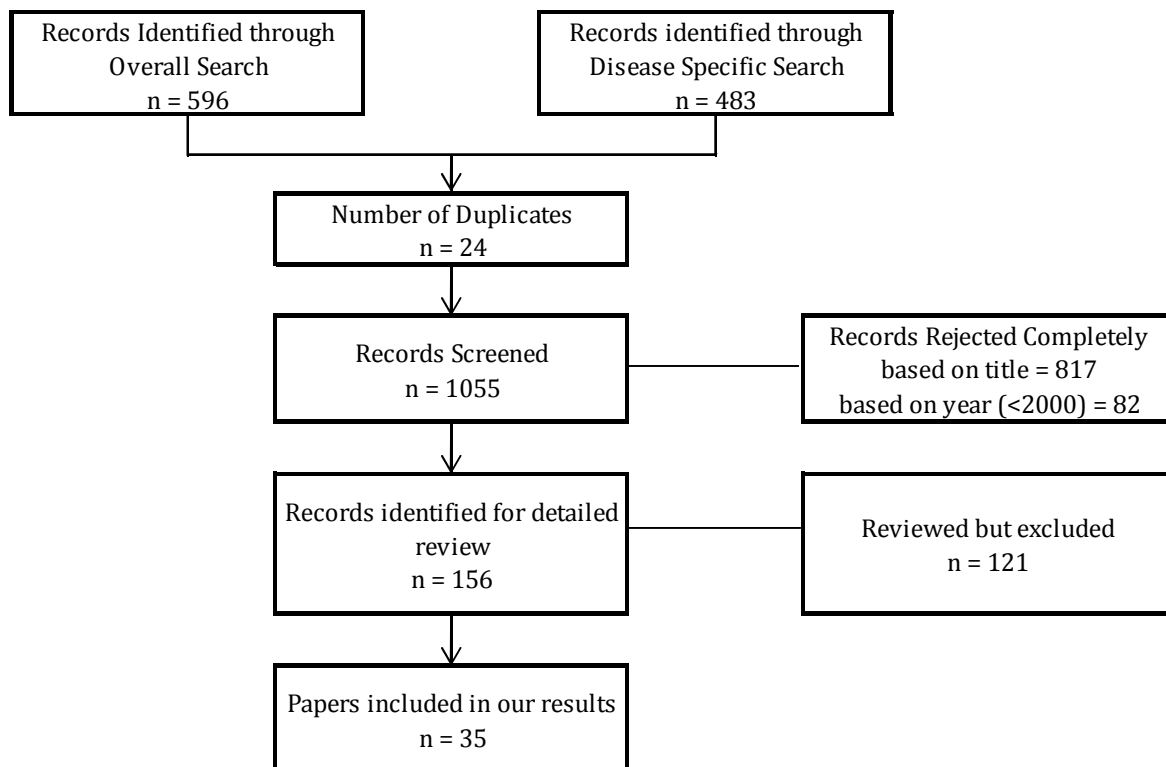 Records Identified through
Overall Search
n = 596
Records identified through
Disease Specific Search
n = 483
Number of Duplicates
n = 24
Records Screened
n = 1055
Records Rejected Completely
based on title = 817
based on year (<2000) = 82
Records identified for detailed
review
n = 156
Reviewed but excluded
n = 121
Papers included in our results
n = 35